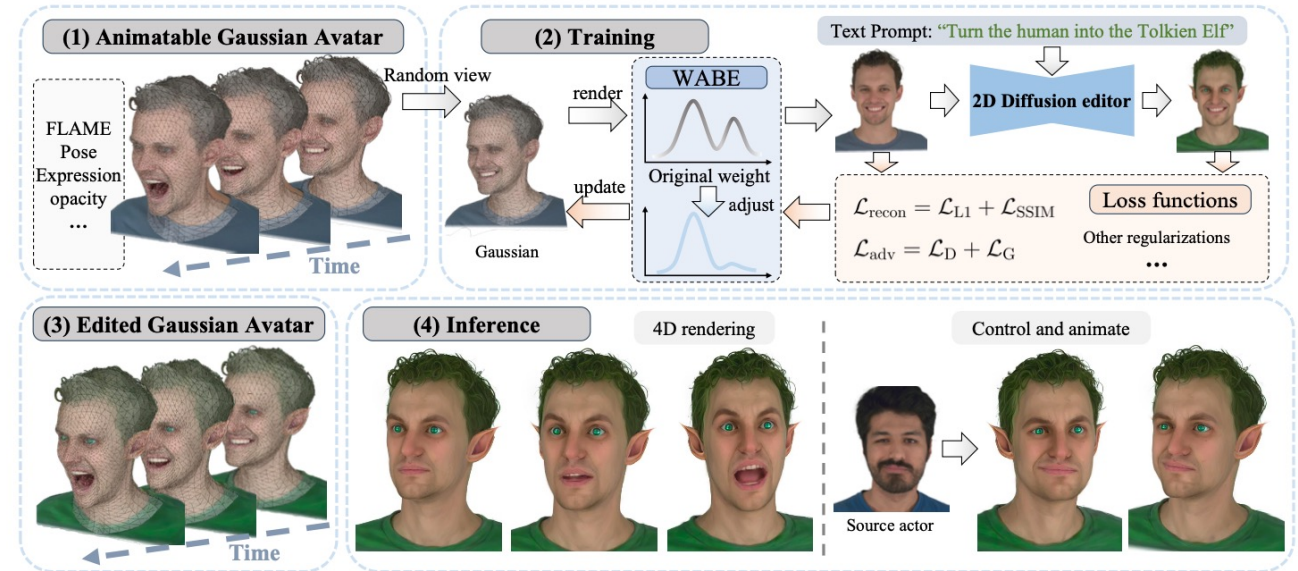 (1) Animatable Gaussian Avatar
FLAME
Pose
Expression
opacity
...
Time
Random view
(2) Training
Gaussian
render
update
WABE
Original weight
adjust
Text Prompt: “Turn the human into the Tolkien Elf”
2D Diffusion editor
Loss functions
ℒrecon = ℒL1 + ℒSSIM
ℒadv = ℒD + ℒG
Other regularizations
...
(3) Edited Gaussian Avatar
Time
(4) Inference
4D rendering
Control and animate
Source actor